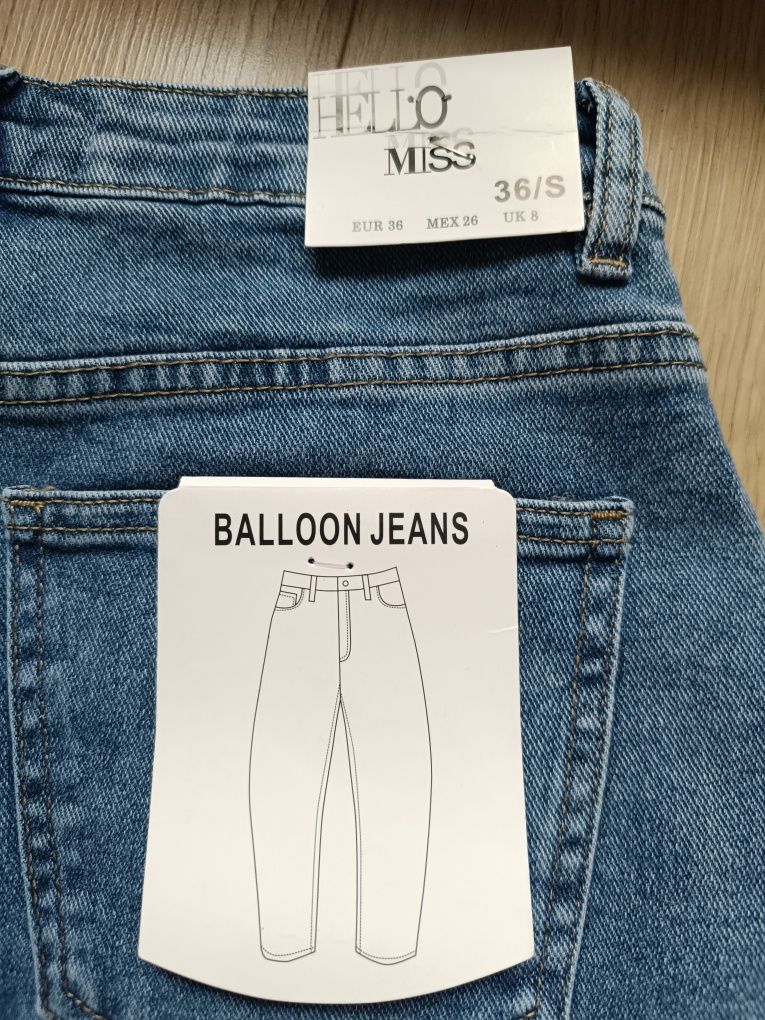 HELLO
MISS
36/S
EUR 36 MEX 26 UK 8
BALLOON JEANS